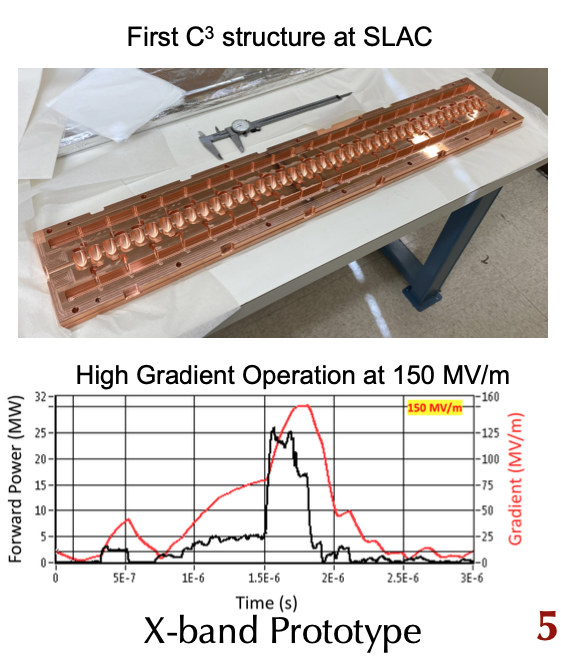 First C³ structure at SLAC
High Gradient Operation at 150 MV/m
32
25
20
15
10
5
0
Forward Power (MW)
150 MV/m
160
125
100
75
50
25
0
Gradient (MV/m)
0
5E-7
1E-6
1.5E-6
2E-6
2.5E-6
3E-6
Time (s)
X-band Prototype
5